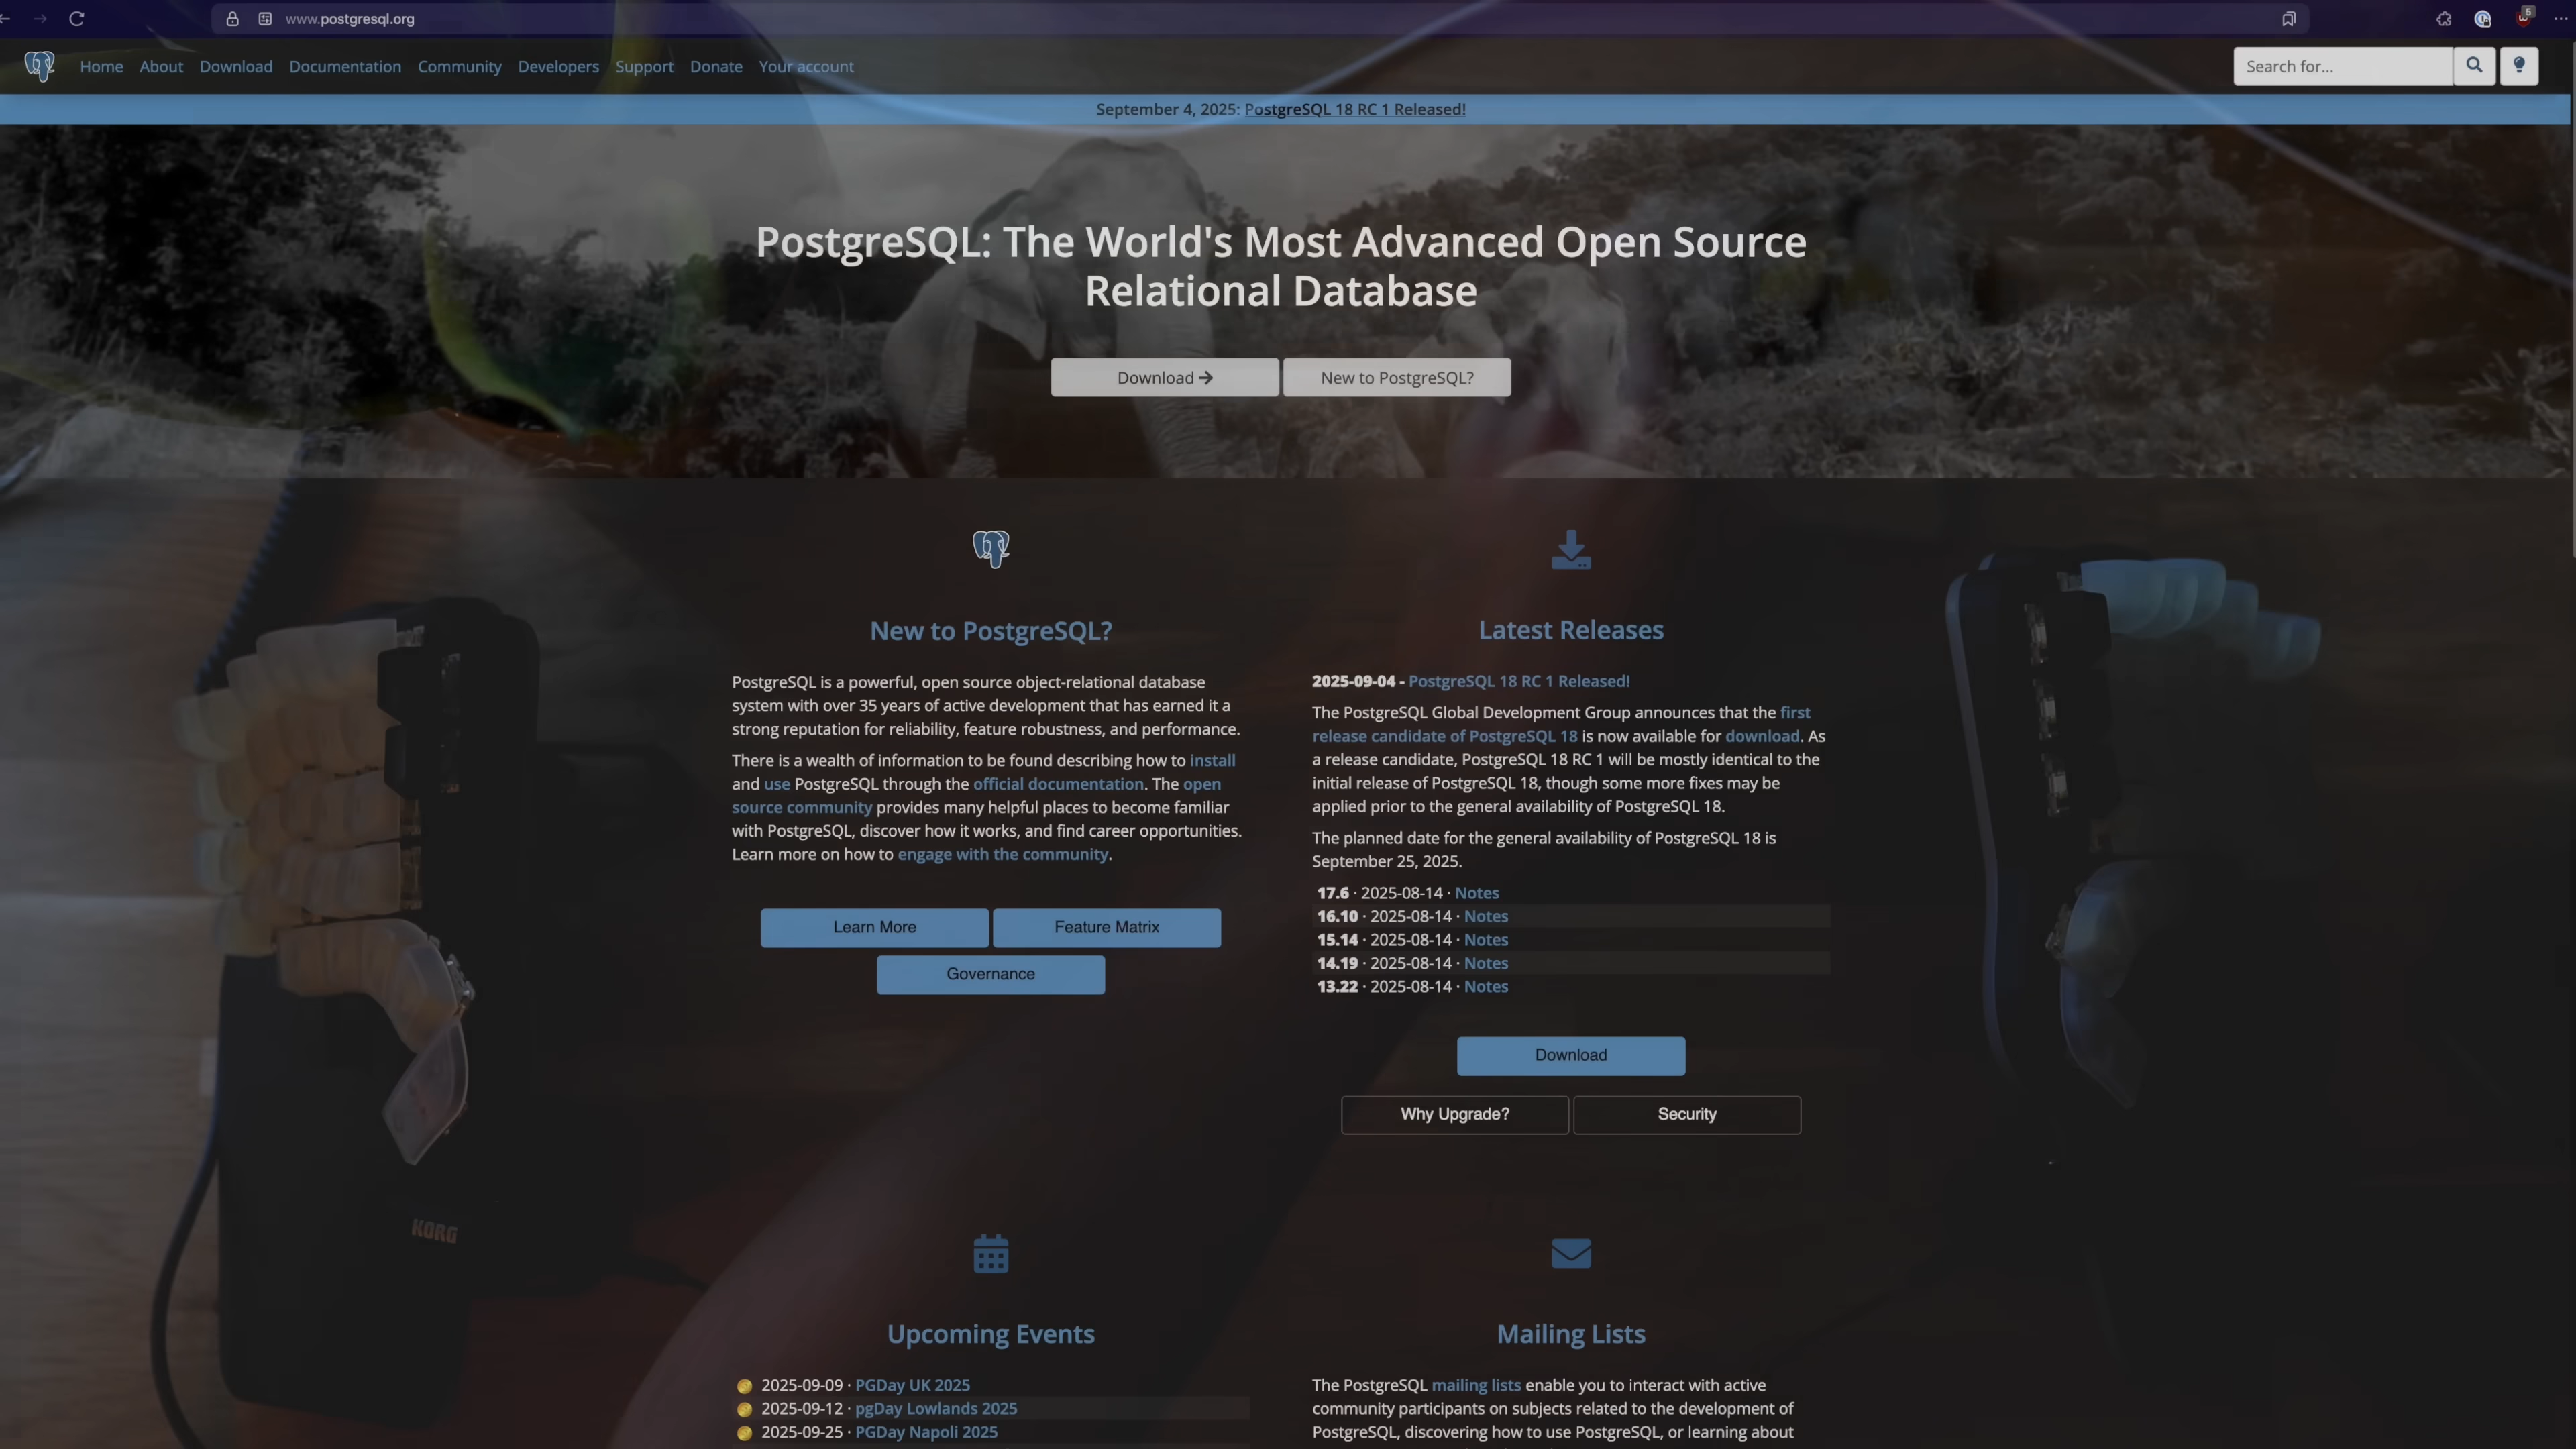 www.postgresql.org
5
Home About Download Documentation Community Developers Support Donate Your account
Search for...
September 4, 2025: PostgreSQL 18 RC 1 Released!
PostgreSQL: The World's Most Advanced Open Source
Relational Database
Download →
New to PostgreSQL?
New to PostgreSQL?
PostgreSQL is a powerful, open source object-relational database
system with over 35 years of active development that has earned it a
strong reputation for reliability, feature robustness, and performance.
There is a wealth of information to be found describing how to install
and use PostgreSQL through the official documentation. The open
source community provides many helpful places to become familiar
with PostgreSQL, discover how it works, and find career opportunities.
Learn more on how to engage with the community.
Learn More
Feature Matrix
Governance
Latest Releases
2025-09-04 - PostgreSQL 18 RC 1 Released!
The PostgreSQL Global Development Group announces that the first
release candidate of PostgreSQL 18 is now available for download. As
a release candidate, PostgreSQL 18 RC 1 will be mostly identical to the
initial release of PostgreSQL 18, though some more fixes may be
applied prior to the general availability of PostgreSQL 18.
The planned date for the general availability of PostgreSQL 18 is
September 25, 2025.
17.6 · 2025-08-14 · Notes
16.10 · 2025-08-14 · Notes
15.14 · 2025-08-14 · Notes
14.19 · 2025-08-14 · Notes
13.22 · 2025-08-14 · Notes
Download
Why Upgrade?
Security
KORG
Upcoming Events
2025-09-09 · PGDay UK 2025
2025-09-12 · pgDay Lowlands 2025
2025-09-25 · PGDay Napoli 2025
Mailing Lists
The PostgreSQL mailing lists enable you to interact with active
community participants on subjects related to the development of
PostgreSQL, discovering how to use PostgreSQL, or learning about